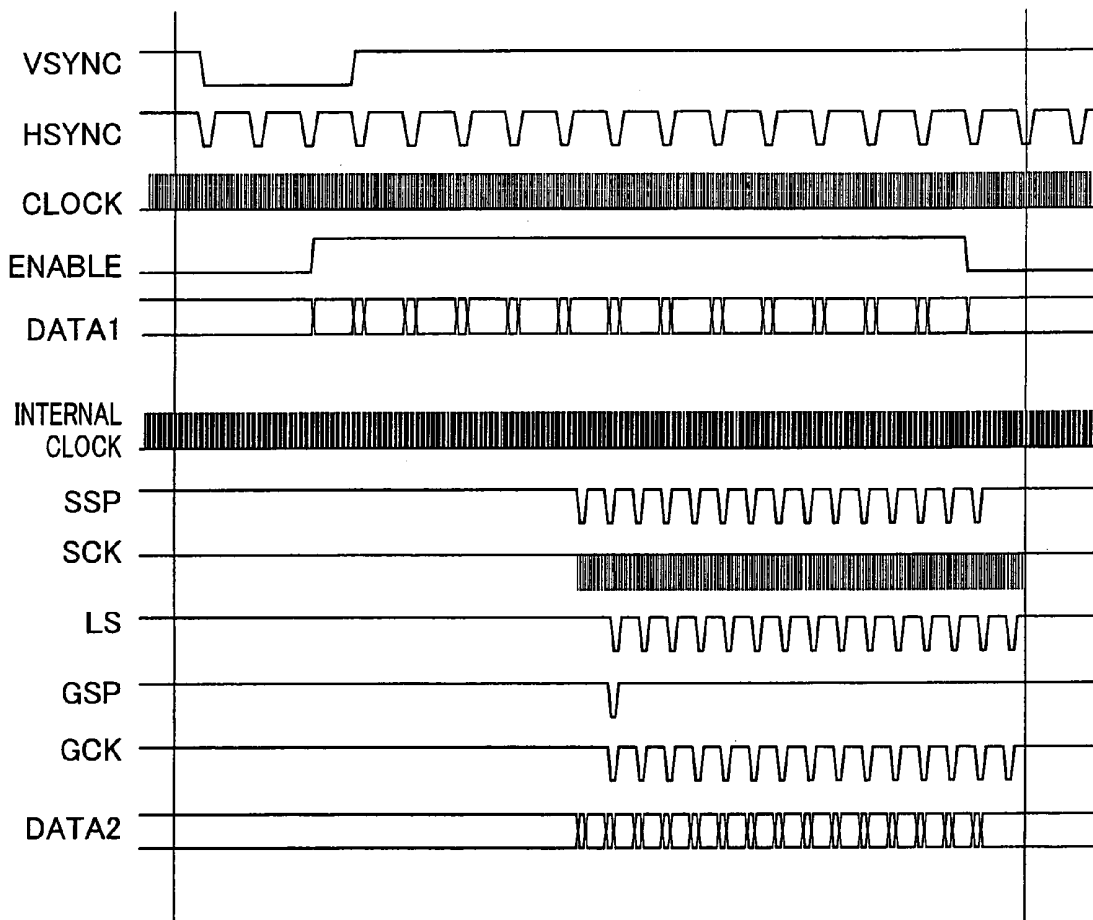 VSYNC
HSYNC
CLOCK
ENABLE
DATA1
INTERNAL
CLOCK
SSP
SCK
LS
GSP
GCK
DATA2